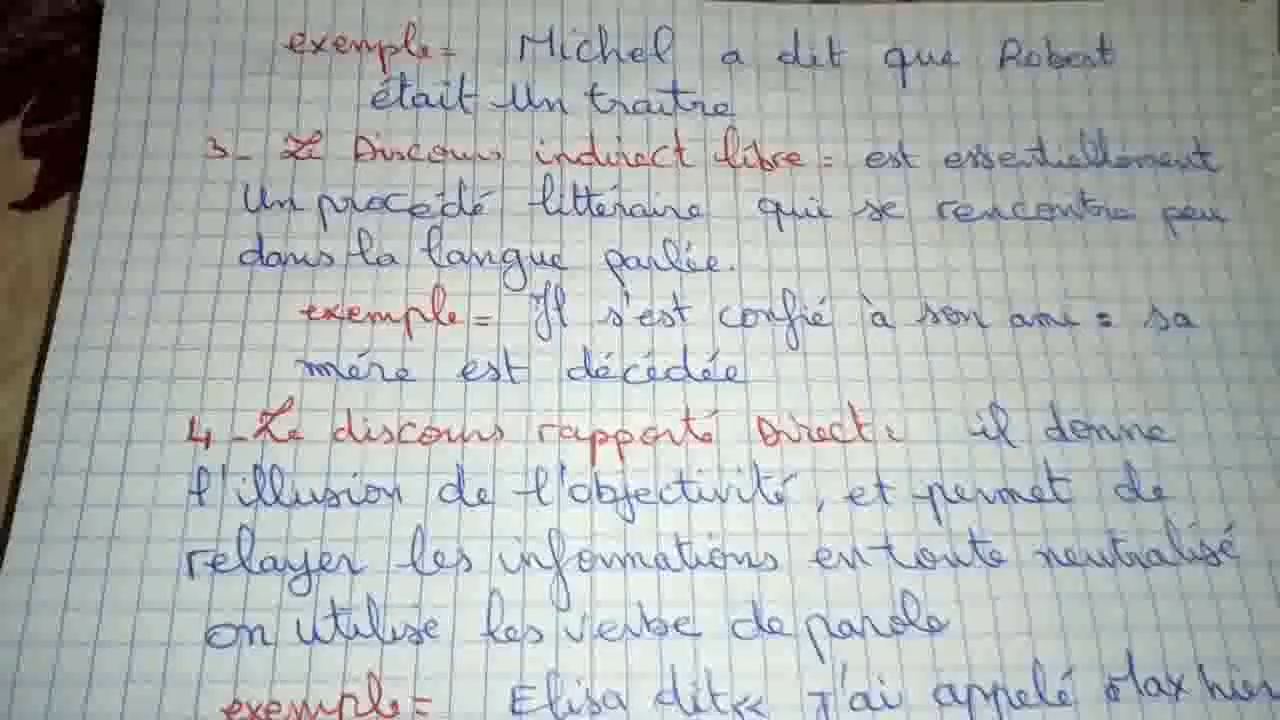 exemple = Michel a dit que Robert
était un traitre
3- Le Discours indirect libre = est essentiellement
Un procédé littéraire qui se rencontre peu
dans la langue parlée.
exemple = Il s'est confié à son ami = sa
mére est décédée
4-Le discours rapporté Direct : il donne
l'illusion de l'objectivité, et permet de
relayer les informations en toute neutralisé
on utilise les verbe de parole
exemple = Elisa dit << J'ai appelé Max hier